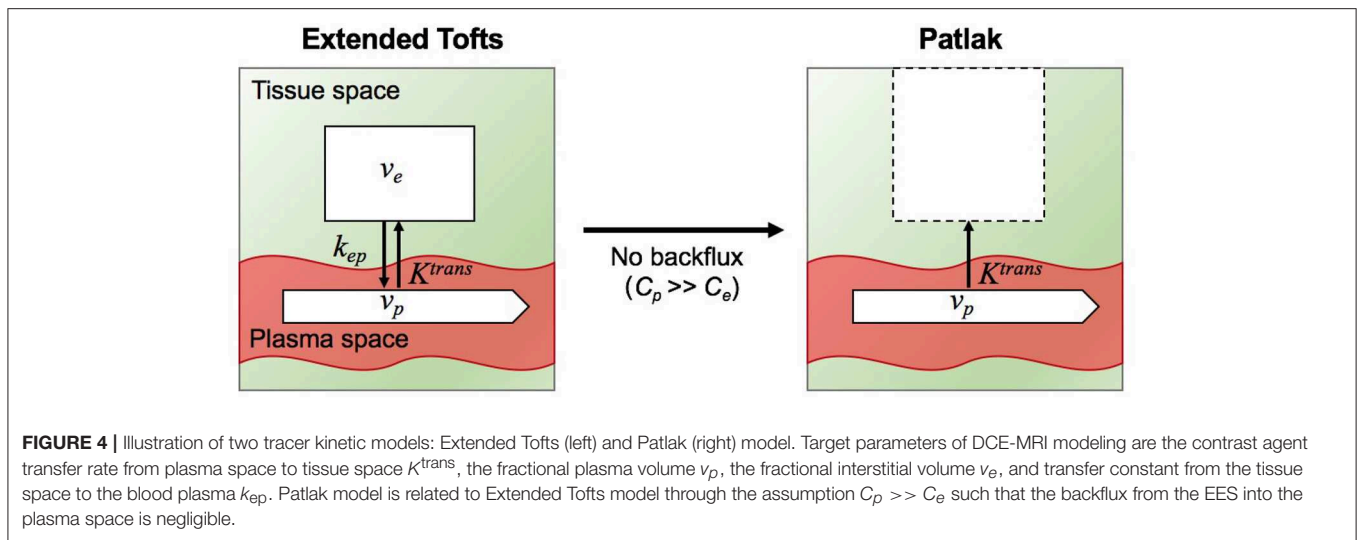 Extended Tofts
Patlak
Tissue space
v_e
k_ep
K^trans
v_p
Plasma space
No backflux
(C_p >> C_e)
K^trans
v_p
FIGURE 4 | Illustration of two tracer kinetic models: Extended Tofts (left) and Patlak (right) model. Target parameters of DCE-MRI modeling are the contrast agent
transfer rate from plasma space to tissue space K^trans, the fractional plasma volume v_p, the fractional interstitial volume v_e, and transfer constant from the tissue
space to the blood plasma k_ep. Patlak model is related to Extended Tofts model through the assumption C_p >> C_e such that the backflux from the EES into the
plasma space is negligible.